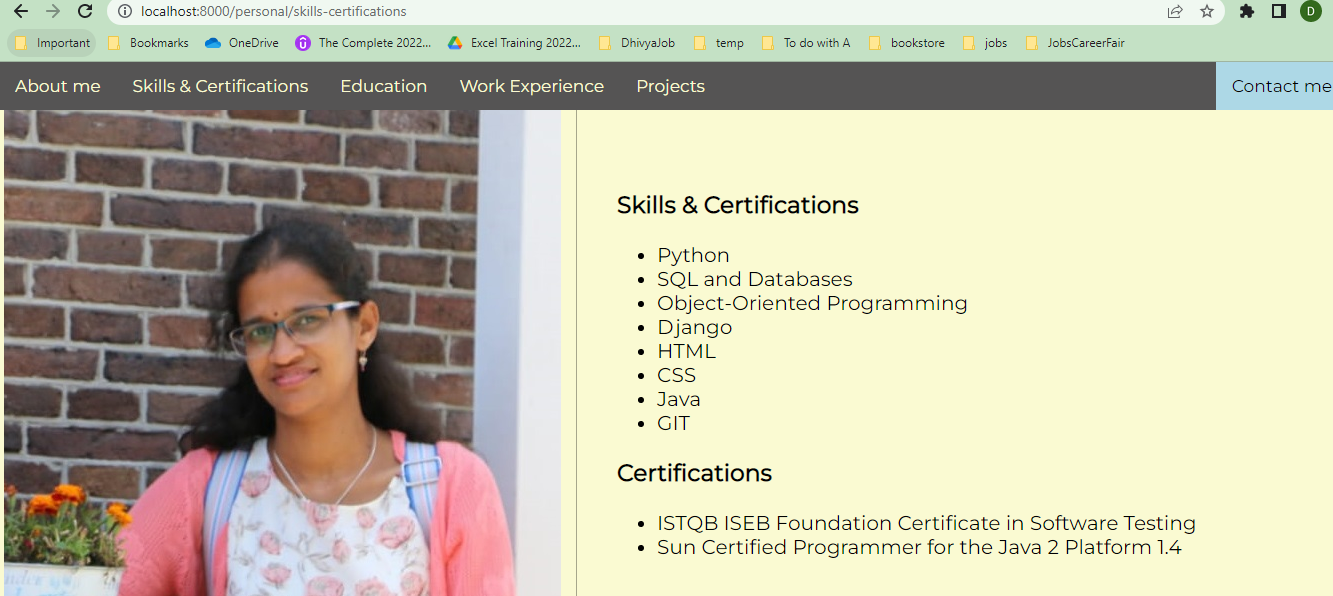 localhost:8000/personal/skills-certifications
D
Important Bookmarks OneDrive The Complete 2022... Excel Training 2022... DhivyaJob temp To do with A bookstore jobs JobsCareerFair
About me Skills & Certifications Education Work Experience Projects Contact me
Skills & Certifications
Python
SQL and Databases
Object-Oriented Programming
Django
HTML
CSS
Java
GIT
Certifications
ISTQB ISEB Foundation Certificate in Software Testing
Sun Certified Programmer for the Java 2 Platform 1.4